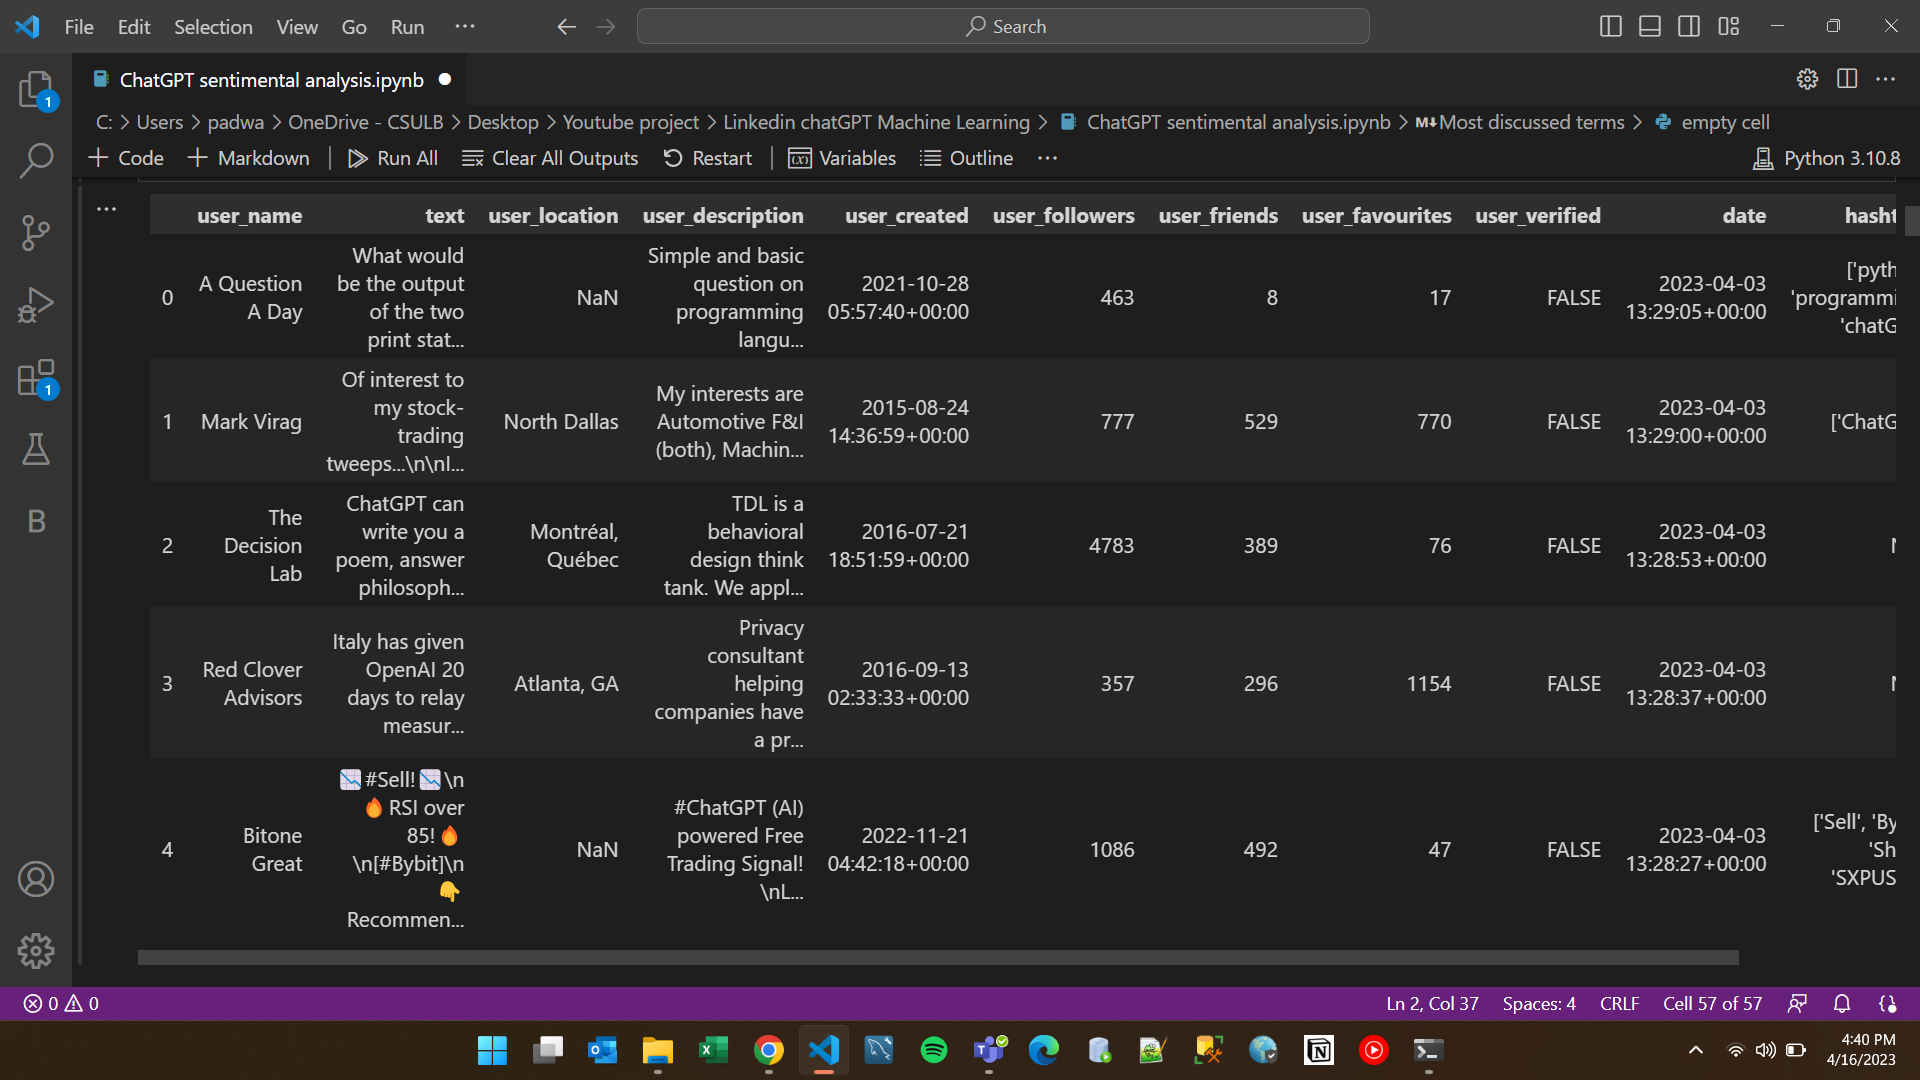 File Edit Selection View Go Run ··· Search
ChatGPT sentimental analysis.ipynb
1
C: > Users > padwa > OneDrive - CSULB > Desktop > Youtube project > Linkedin chatGPT Machine Learning > ChatGPT sentimental analysis.ipynb > M↓Most discussed terms > empty cell
+ Code + Markdown | Run All Clear All Outputs Restart | Variables Outline ··· Python 3.10.8
user_name text user_location user_description user_created user_followers user_friends user_favourites user_verified date hasht
0
A Question
A Day
What would
be the output
of the two
print stat...
NaN
Simple and basic
question on
programming
langu...
2021-10-28
05:57:40+00:00
463
8
17
FALSE
2023-04-03
13:29:05+00:00
['pyth
'programmi
'chatG
1
Mark Virag
Of interest to
my stock-
trading
tweeps...\n\nI...
North Dallas
My interests are
Automotive F&I
(both), Machin...
2015-08-24
14:36:59+00:00
777
529
770
FALSE
2023-04-03
13:29:00+00:00
['ChatG
1
2
The
Decision
Lab
ChatGPT can
write you a
poem, answer
philosoph...
Montréal,
Québec
TDL is a
behavioral
design think
tank. We appl...
2016-07-21
18:51:59+00:00
4783
389
76
FALSE
2023-04-03
13:28:53+00:00
B
3
Red Clover
Advisors
Italy has given
OpenAI 20
days to relay
measur...
Atlanta, GA
Privacy
consultant
helping
companies have
a pr...
2016-09-13
02:33:33+00:00
357
296
1154
FALSE
2023-04-03
13:28:37+00:00
4
Bitone
Great
📉#Sell!📉\n
🔥RSI over
85!🔥
\n[#Bybit]\n
👇
Recommen...
NaN
#ChatGPT (AI)
powered Free
Trading Signal!
\nL...
2022-11-21
04:42:18+00:00
1086
492
47
FALSE
2023-04-03
13:28:27+00:00
['Sell', 'By
'Sh
'SXPUS
0 0 Ln 2, Col 37 Spaces: 4 CRLF Cell 57 of 57
4:40 PM
4/16/2023